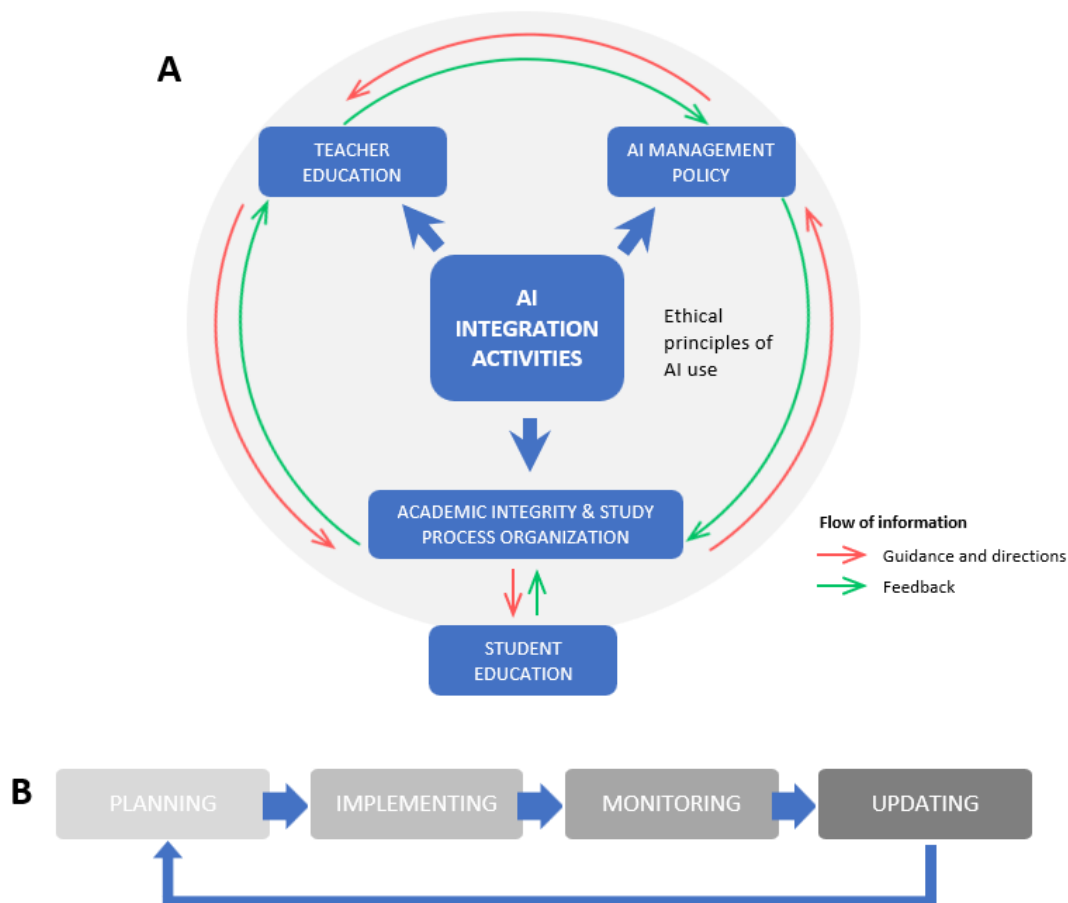 A
TEACHER
EDUCATION
AI MANAGEMENT
POLICY
AI
INTEGRATION
ACTIVITIES
Ethical
principles of
AI use
ACADEMIC INTEGRITY & STUDY
PROCESS ORGANIZATION
Flow of information
Guidance and directions
Feedback
STUDENT
EDUCATION
B
PLANNING
IMPLEMENTING
MONITORING
UPDATING